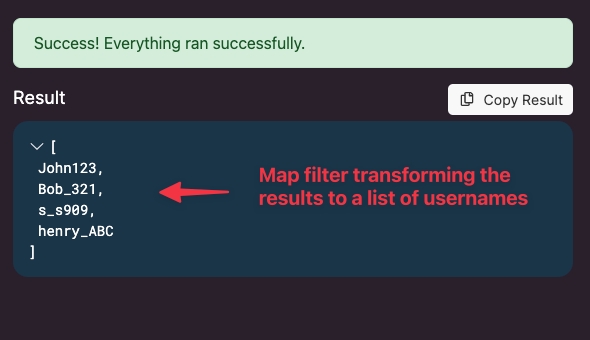 Success! Everything ran successfully.
Result
Copy Result
[
John123,
Bob_321,
s_s909,
henry_ABC
]
Map filter transforming the
results to a list of usernames